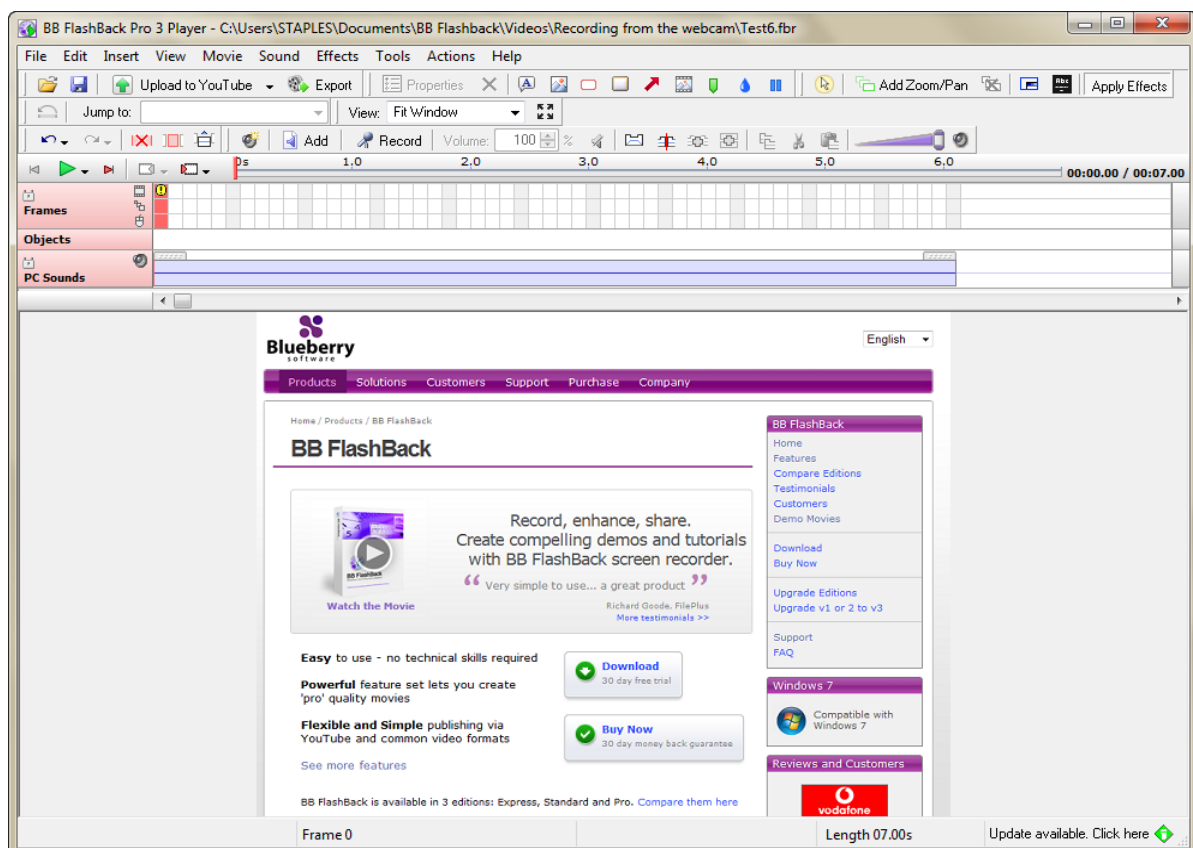 BB FlashBack Pro 3 Player - C:\Users\STAPLES\Documents\BB Flashback\Videos\Recording from the webcam\Test6.fbr
File Edit Insert View Movie Sound Effects Tools Actions Help
Upload to YouTube Export Properties Add Zoom/Pan Abc Apply Effects
Jump to: View: Fit Window
Add Record Volume: 100 %
0s 1,0 2,0 3,0 4,0 5,0 6,0 00:00.00 / 00:07.00
Frames
Objects
PC Sounds
Blueberry
software
English
Products Solutions Customers Support Purchase Company
Home / Products / BB FlashBack
BB FlashBack
Record, enhance, share.
Create compelling demos and tutorials
with BB FlashBack screen recorder.
“ Very simple to use... a great product ”
Richard Goode, FilePlus
More testimonials >>
BB FlashBack
Watch the Movie
Easy to use - no technical skills required
Powerful feature set lets you create
'pro' quality movies
Flexible and Simple publishing via
YouTube and common video formats
See more features
Download
30 day free trial
Buy Now
30 day money back guarantee
BB FlashBack is available in 3 editions: Express, Standard and Pro. Compare them here
BB FlashBack
Home
Features
Compare Editions
Testimonials
Customers
Demo Movies
Download
Buy Now
Upgrade Editions
Upgrade v1 or 2 to v3
Support
FAQ
Windows 7
Compatible with
Windows 7
Reviews and Customers
vodafone
Frame 0 Length 07.00s Update available. Click here